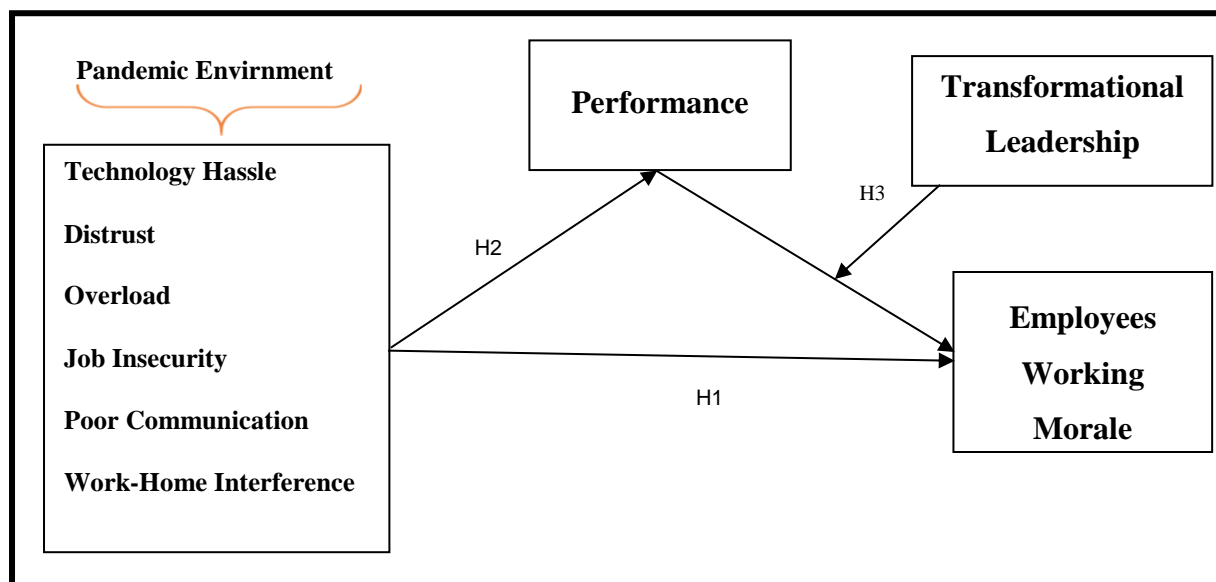 Pandemic Envirnment
Technology Hassle
Distrust
Overload
Job Insecurity
Poor Communication
Work-Home Interference
Performance
Transformational
Leadership
H2
H3
H1
Employees
Working
Morale